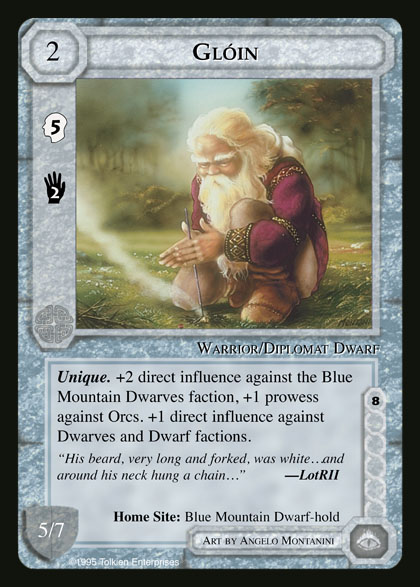 2
GLÓIN
5
2
WARRIOR/DIPLOMAT DWARF
Unique. +2 direct influence against the Blue
Mountain Dwarves faction, +1 prowess
against Orcs. +1 direct influence against
Dwarves and Dwarf factions.
“His beard, very long and forked, was white…and
around his neck hung a chain…” —LotRII
8
Home Site: Blue Mountain Dwarf-hold
5/7
ART BY ANGELO MONTANINI
©1995 Tolkien Enterprises